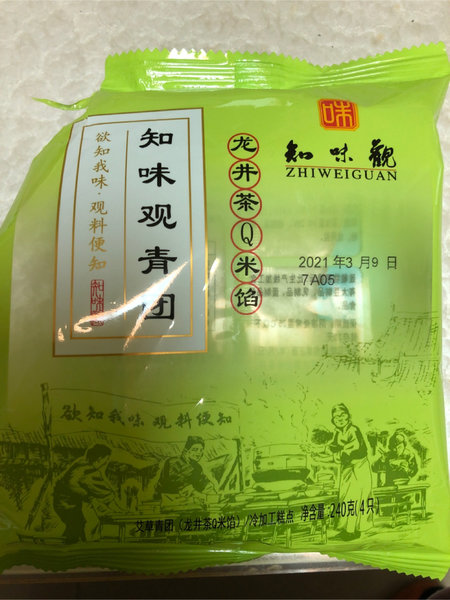 味
知味觀
ZHIWEIGUAN
知味观青团
欲知我味·观料便知
龙井茶Q米馅
2021年3月9日
7A05
欲知我味观料便知
艾草青团（龙井茶Q米馅）/冷加工糕点 净含量:240克(4只)